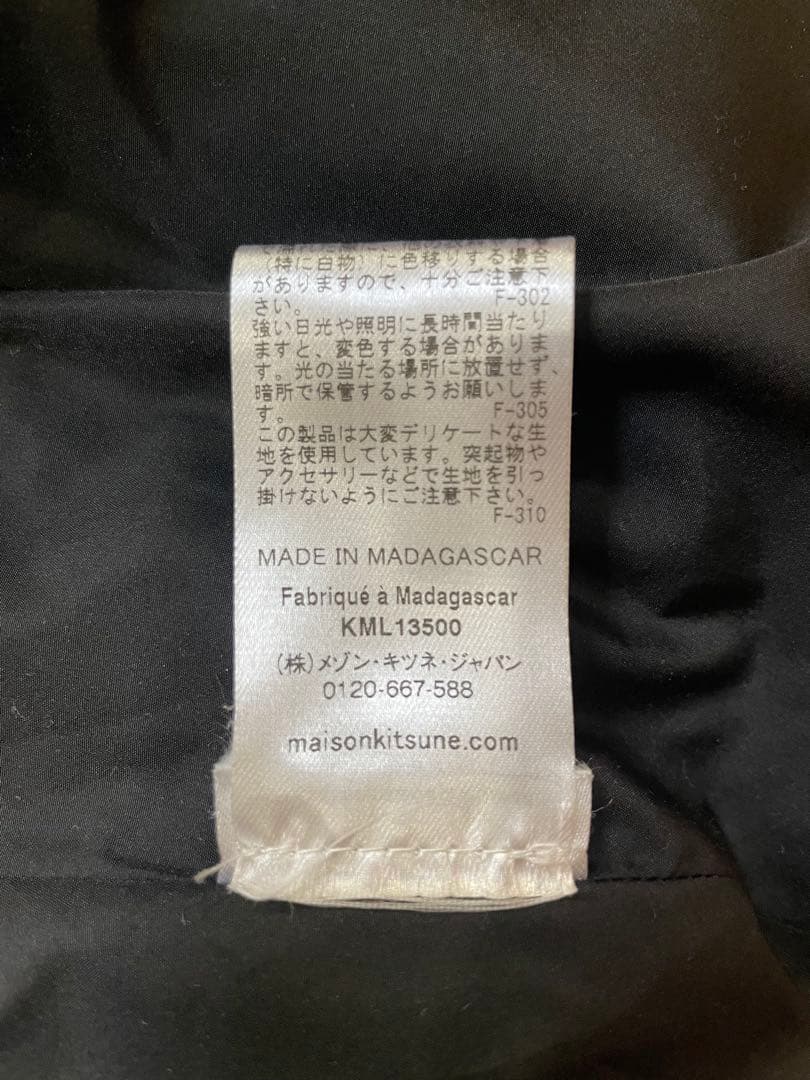 (特に白物)に色移りする場合
がありますので、十分ご注意下
さい。 F-302
強い日光や照明に長時間当たり
ますと、変色する場合がありま
す。光の当たる場所に放置せず、
暗所で保管するようお願いしま
す。 F-305
この製品は大変デリケートな生
地を使用しています。突起物や
アクセサリーなどで生地を引っ
掛けないようにご注意下さい。
F-310
MADE IN MADAGASCAR
Fabriqué à Madagascar
KML13500
(株)メゾン・キツネ・ジャパン
0120-667-588
maisonkitsune.com